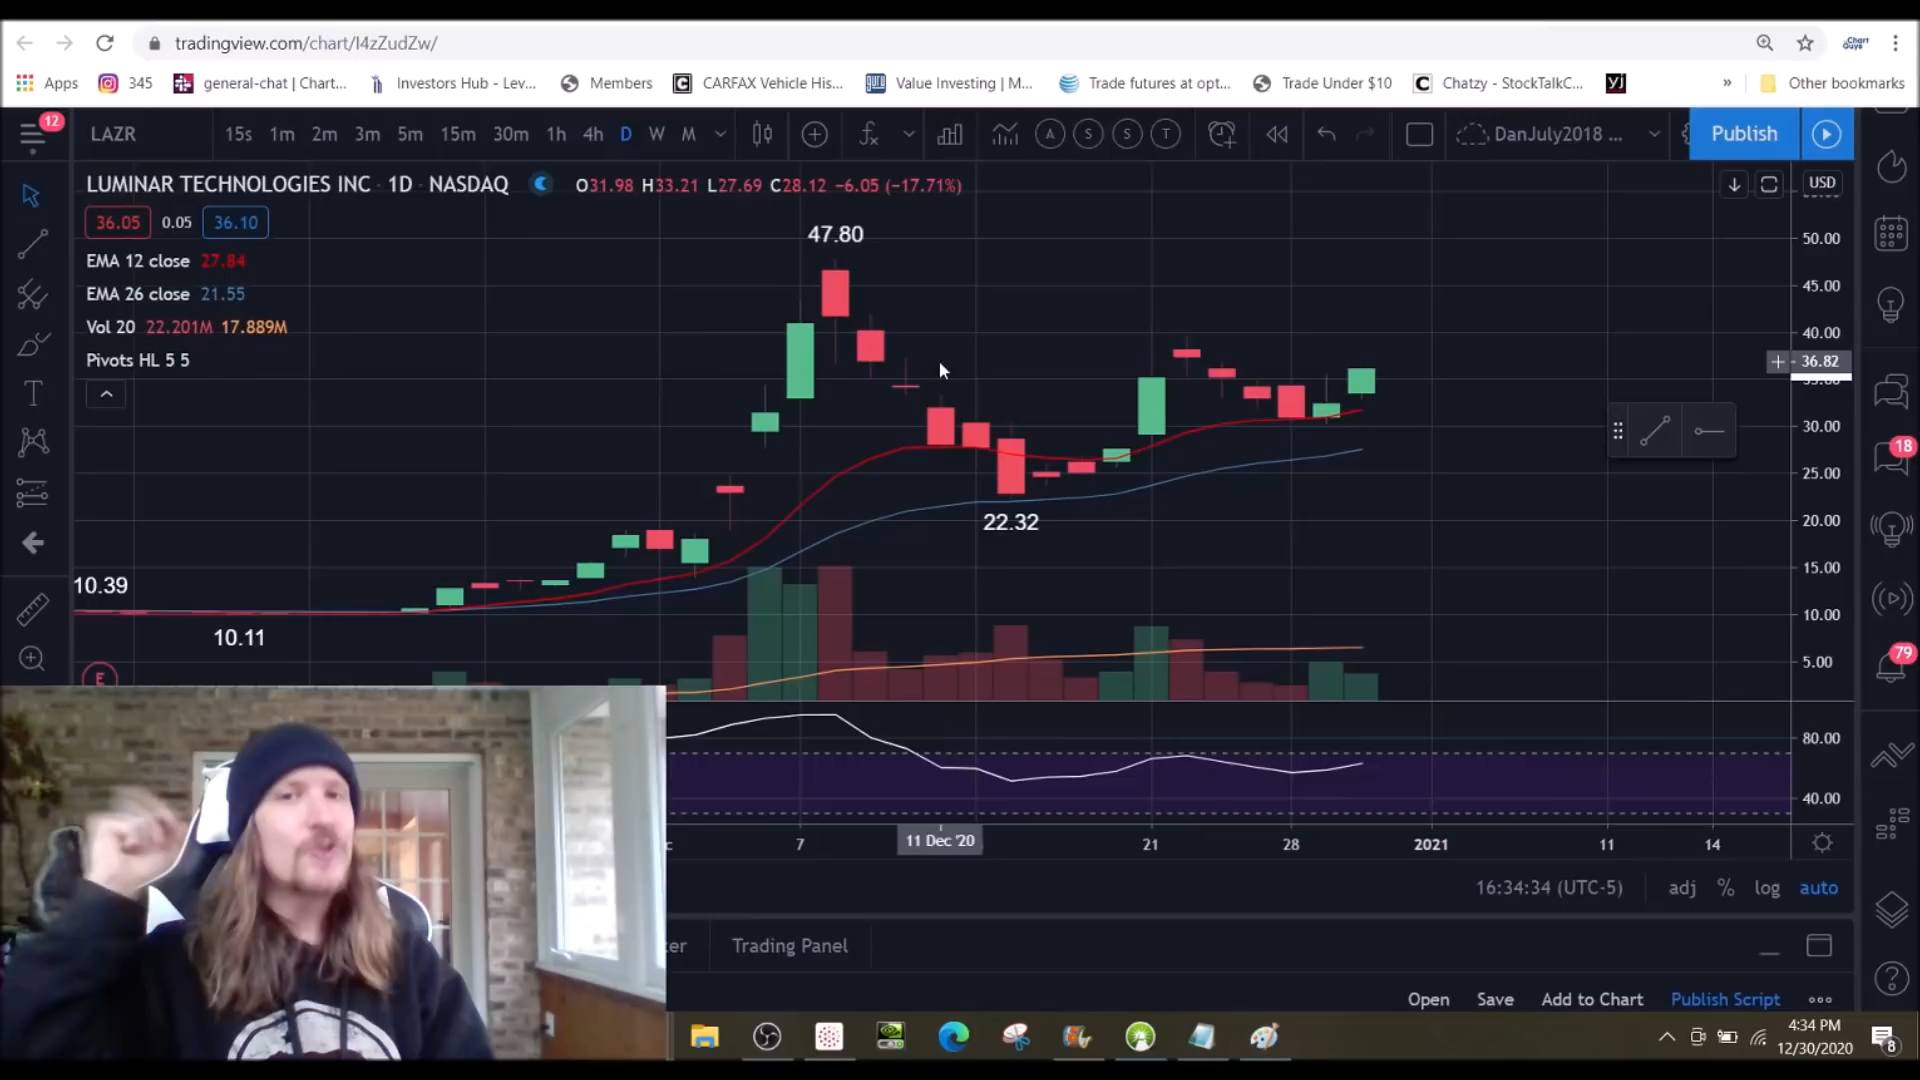 tradingview.com/chart/I4zZudZw/
Apps 345 general-chat | Chart... Investors Hub - Lev... Members CARFAX Vehicle His... Value Investing | M... Trade futures at opt... Trade Under $10 Chatzy - StockTalkC... » Other bookmarks
12
LAZR 15s 1m 2m 3m 5m 15m 30m 1h 4h D W M A S S T DanJuly2018 ... Publish
LUMINAR TECHNOLOGIES INC · 1D · NASDAQ O31.98 H33.21 L27.69 C28.12 −6.05 (−17.71%) USD
36.05 0.05 36.10
EMA 12 close 27.84
EMA 26 close 21.55
Vol 20 22.201M 17.889M
Pivots HL 5 5
47.80
22.32
10.39
10.11
E
50.00
45.00
40.00
36.82
30.00
25.00
20.00
15.00
10.00
5.00
80.00
40.00
18
79
7 11 Dec '20 21 28 2021 11 14
16:34:34 (UTC-5) adj % log auto
ter Trading Panel
Open Save Add to Chart Publish Script
4:34 PM
12/30/2020
8